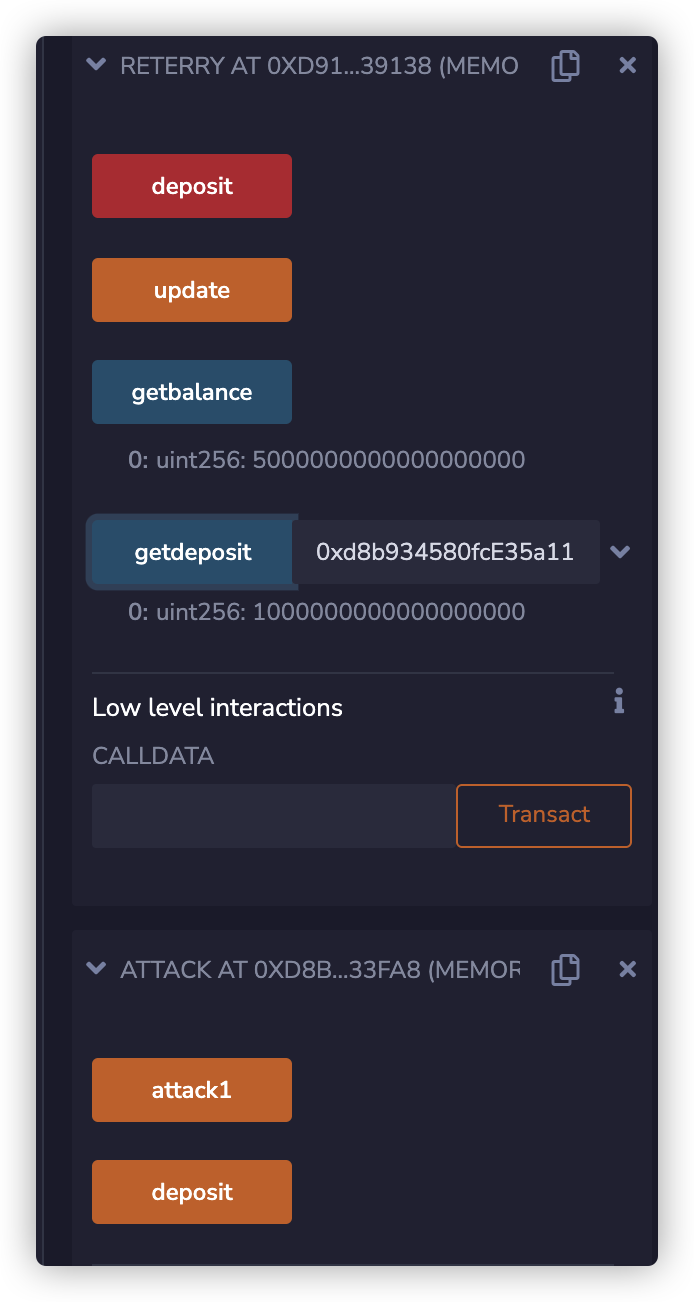 RETERRY AT 0XD91...39138 (MEMO
deposit
update
getbalance
0: uint256: 5000000000000000000
getdeposit 0xd8b934580fcE35a11
0: uint256: 1000000000000000000
Low level interactions
CALLDATA
Transact
ATTACK AT 0XD8B...33FA8 (MEMOR
attack1
deposit